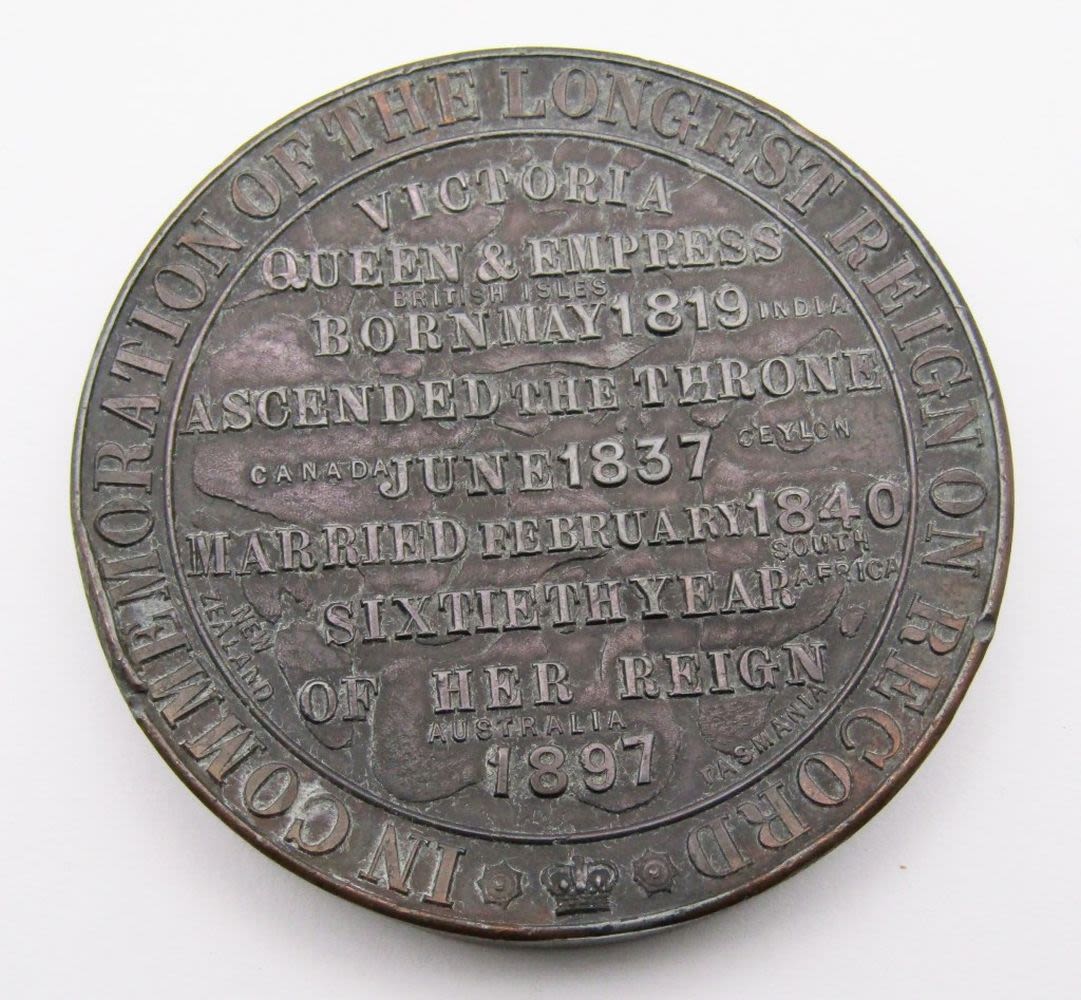 IN COMMEMORATION OF THE LONGEST REIGN ON RECORD
VICTORIA
QUEEN & EMPRESS
BRITISH ISLES
BORN MAY 1819
INDIA
ASCENDED THE THRONE
CEYLON
CANADA
JUNE 1837
MARRIED FEBRUARY 1840
SOUTH
AFRICA
SIXTIETH YEAR
NEW
ZEALAND
OF HER REIGN
AUSTRALIA
TASMANIA
1897